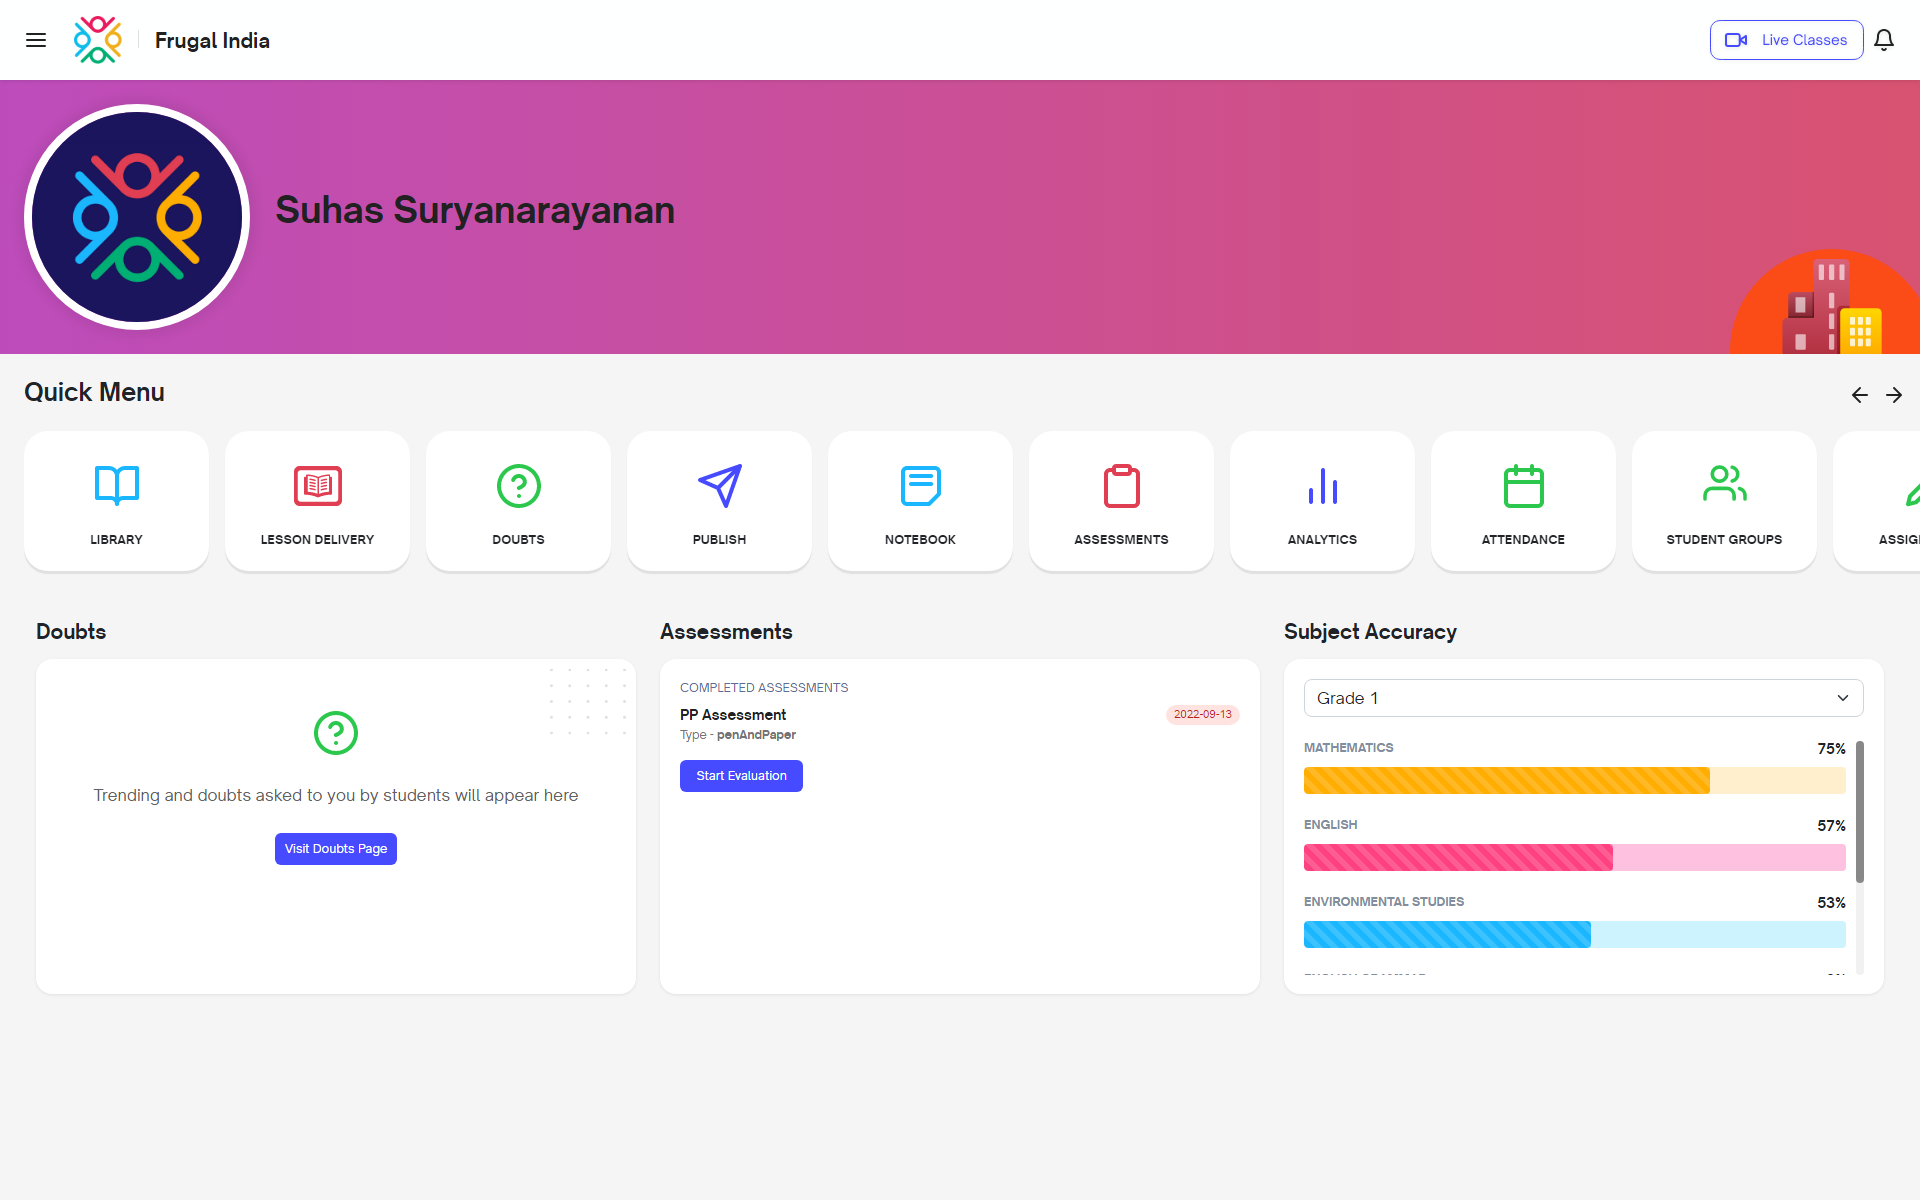 Frugal India
Live Classes
Suhas Suryanarayanan
Quick Menu
LIBRARY
LESSON DELIVERY
DOUBTS
PUBLISH
NOTEBOOK
ASSESSMENTS
ANALYTICS
ATTENDANCE
STUDENT GROUPS
Doubts
Trending and doubts asked to you by students will appear here
Visit Doubts Page
Assessments
COMPLETED ASSESSMENTS
PP Assessment
2022-09-13
Type - penAndPaper
Start Evaluation
Subject Accuracy
Grade 1
MATHEMATICS 75%
ENGLISH 57%
ENVIRONMENTAL STUDIES 53%